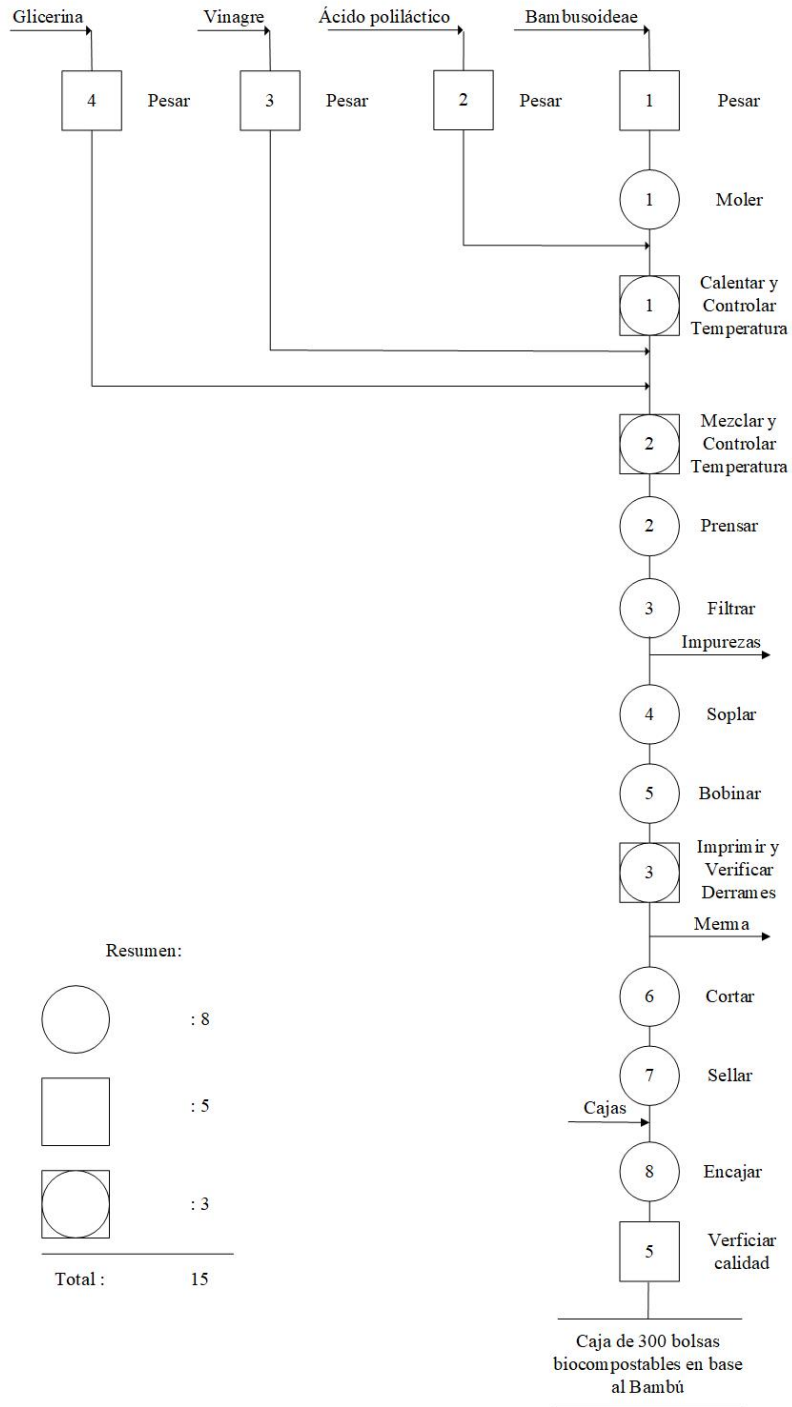 Glicerina
Vinagre
Ácido poliláctico
Bambusoideae
4
Pesar
3
Pesar
2
Pesar
1
Pesar
1
Moler
1
Calentar y
Controlar
Temperatura
2
Mezclar y
Controlar
Temperatura
2
Prensar
3
Filtrar
Impurezas
4
Soplar
5
Bobinar
3
Imprimir y
Verificar
Derrames
Merma
6
Cortar
7
Sellar
Cajas
8
Encajar
5
Verficiar
calidad
Caja de 300 bolsas
biocompostables en base
al Bambú
Resumen:
: 8
: 5
: 3
Total :
15